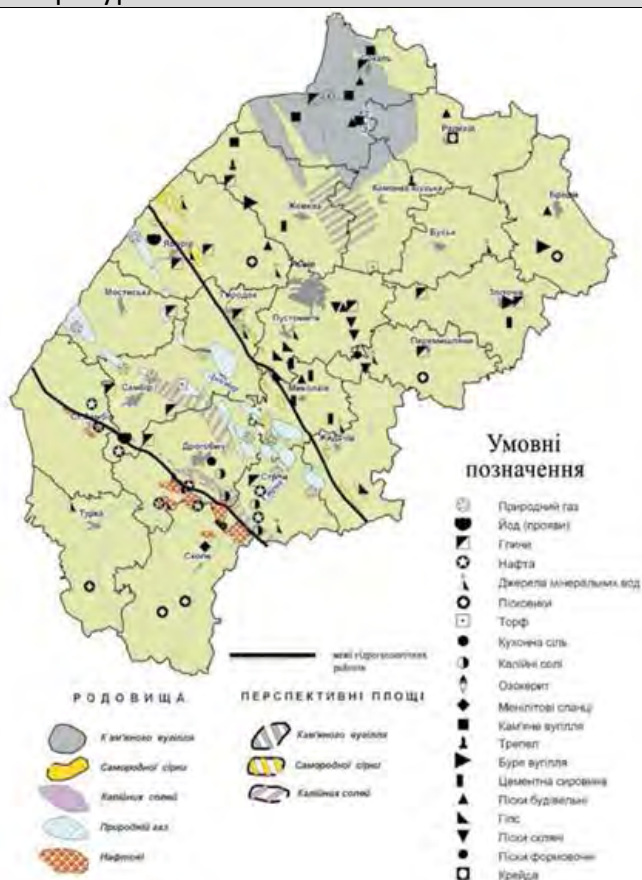 Радехів
Кам'янка-Бузька
Броди
Жовква
Буськ
Яворів
Львів
Мостиська
Городок
Золочів
Пустомити
Перемишляни
Самбір
Миколаїв
Жидачів
Дрогобич
Стрий
Турка
Сколе
Умовні
позначення
Природний газ
Йод (прояви)
Глини
Нафта
Джерела мінеральних вод
Пісковики
Торф
Кухонна сіль
Калійні солі
Озокерит
Менілітові сланці
Кам'яне вугілля
Трепел
Буре вугілля
Цементна сировина
Піски будівельні
Гіпс
Піски скляні
Піски формовочні
Крейда
межі гідрогеологічних
районів
РОДОВИЩА
Кам'яного вугілля
Самородної сірки
Калійних солей
Природній газ
Нафтові
ПЕРСПЕКТИВНІ ПЛОЩІ
Кам'яного вугілля
Самородної сірки
Калійних солей